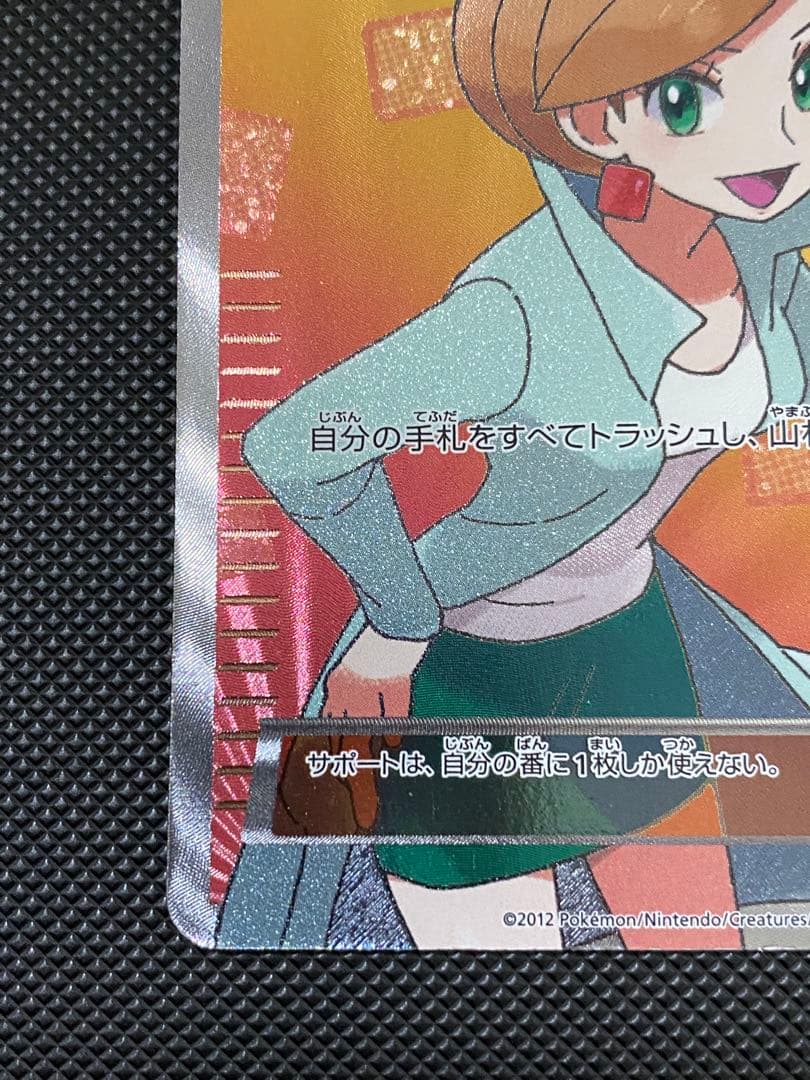 自分の手札をすべてトラッシュし、山
サポートは、自分の番に1枚しか使えない。
©2012 Pokémon/Nintendo/Creatures/